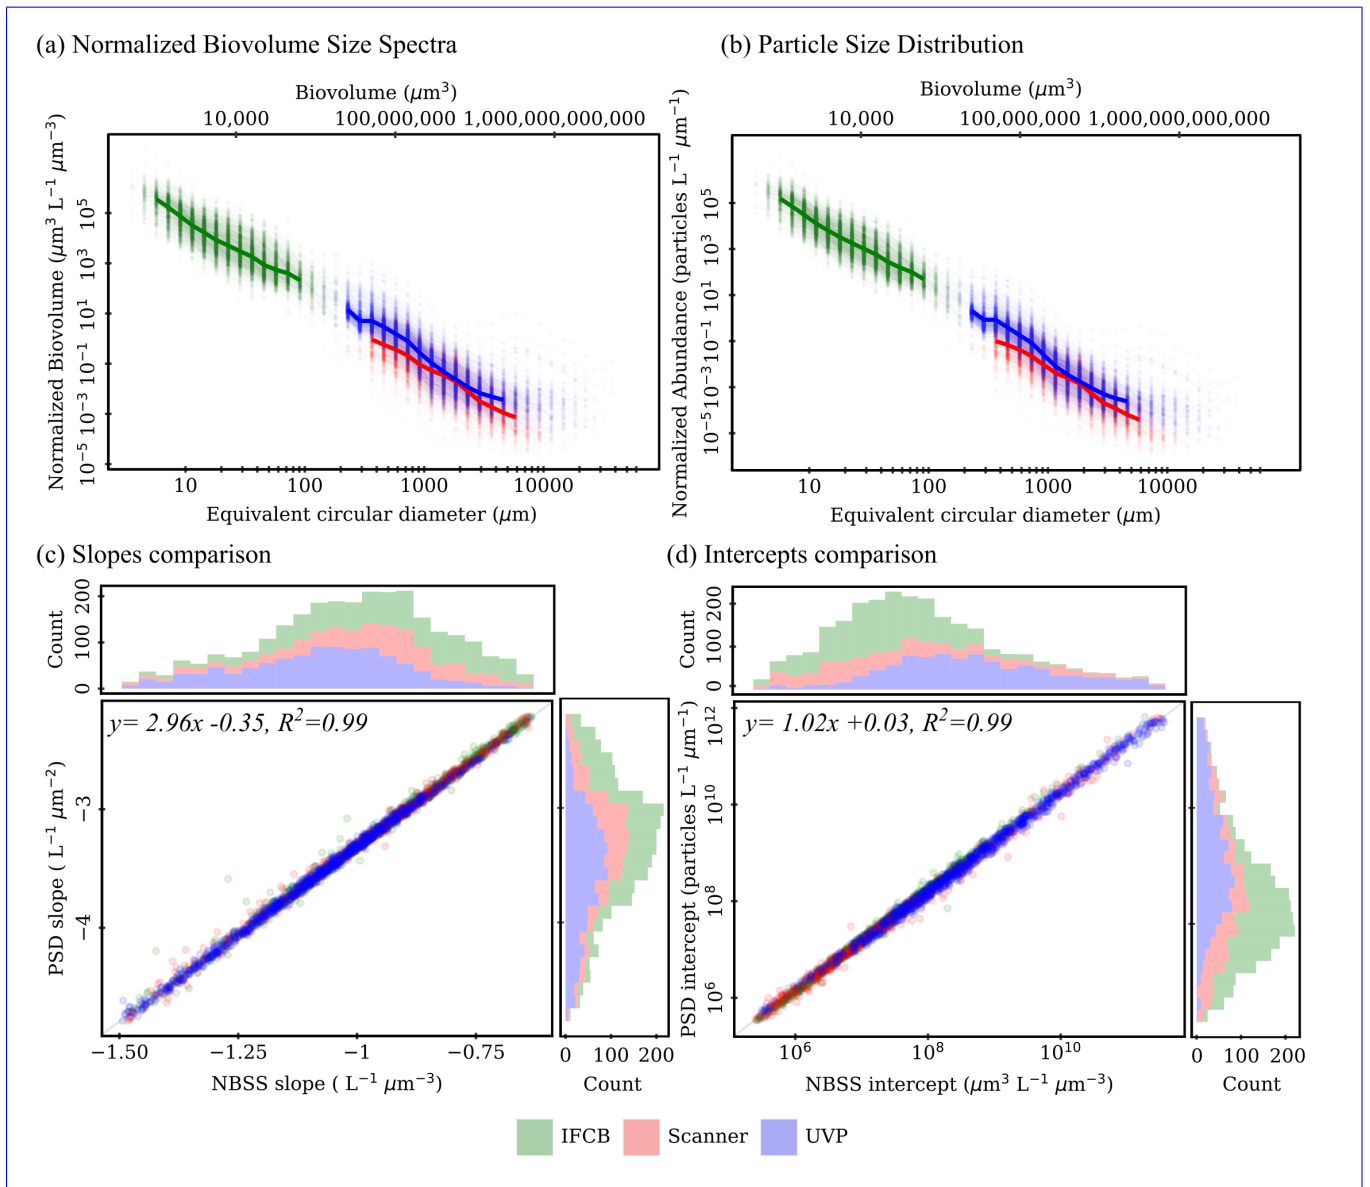 (a) Normalized Biovolume Size Spectra
(b) Particle Size Distribution
Biovolume (μm³)
10,000 100,000,000 1,000,000,000,000
Normalized Biovolume (μm³ L⁻¹ μm⁻³)
10⁵
10³
10¹
10⁻¹
10⁻³
10⁻⁵
10 100 1000 10000
Equivalent circular diameter (μm)
Biovolume (μm³)
10,000 100,000,000 1,000,000,000,000
Normalized Abundance (particles L⁻¹ μm⁻¹)
10⁵
10³
10¹
10⁻¹
10⁻³
10⁻⁵
10 100 1000 10000
Equivalent circular diameter (μm)
(c) Slopes comparison
(d) Intercepts comparison
Count
200
100
0
y= 2.96x -0.35, R²=0.99
PSD slope ( L⁻¹ μm⁻²)
−3
−4
−1.50 −1.25 −1 −0.75
NBSS slope ( L⁻¹ μm⁻³)
0 100 200
Count
Count
200
100
0
y= 1.02x +0.03, R²=0.99
PSD intercept (particles L⁻¹ μm⁻¹)
10¹²
10¹⁰
10⁸
10⁶
10⁶ 10⁸ 10¹⁰
NBSS intercept (μm³ L⁻¹ μm⁻³)
0 100 200
Count
IFCB Scanner UVP